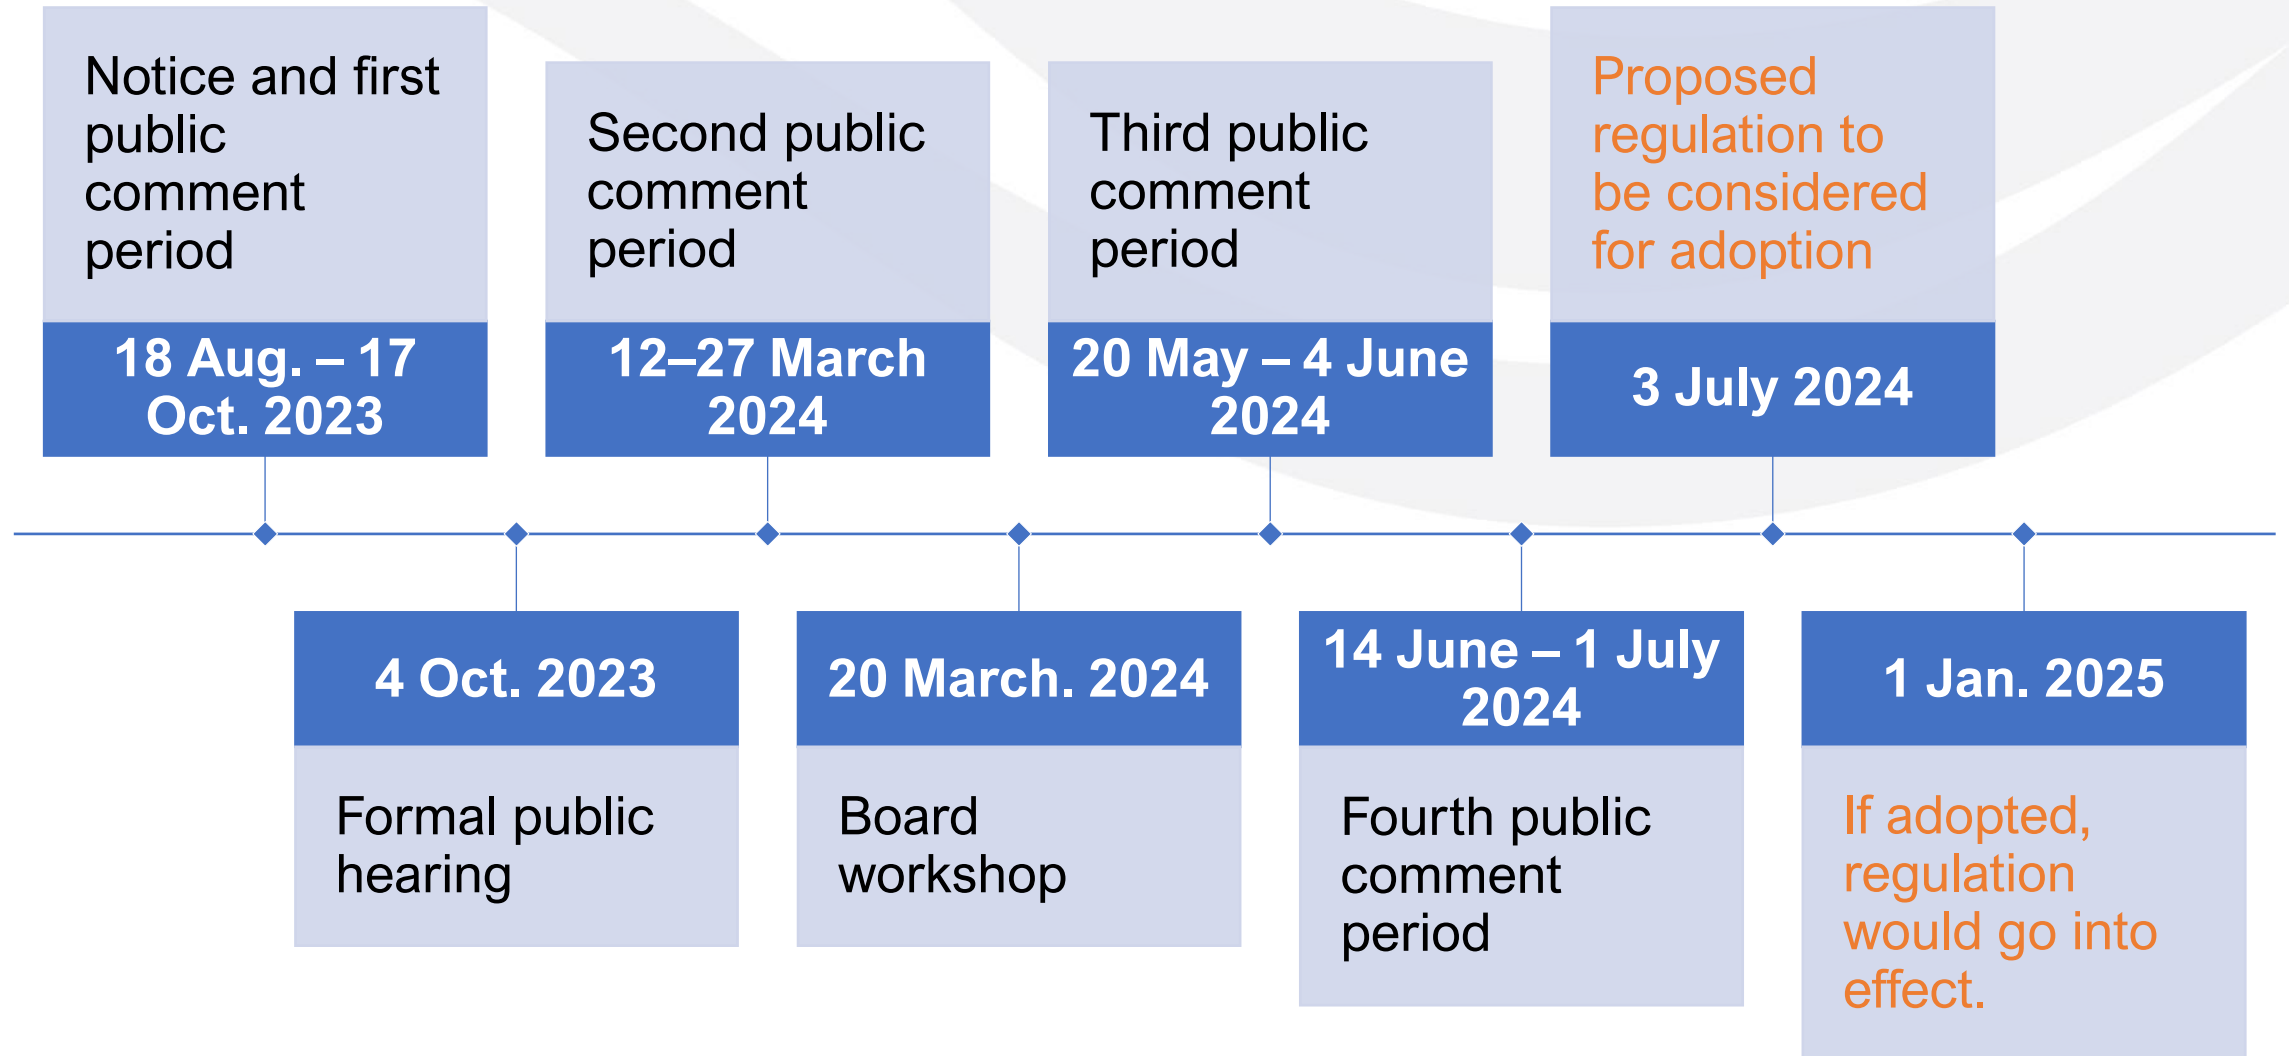 Notice and first
public
comment
period
18 Aug. – 17
Oct. 2023
4 Oct. 2023
Formal public
hearing
Second public
comment
period
12–27 March
2024
20 March. 2024
Board
workshop
Third public
comment
period
20 May – 4 June
2024
14 June – 1 July
2024
Fourth public
comment
period
Proposed
regulation to
be considered
for adoption
3 July 2024
1 Jan. 2025
If adopted,
regulation
would go into
effect.